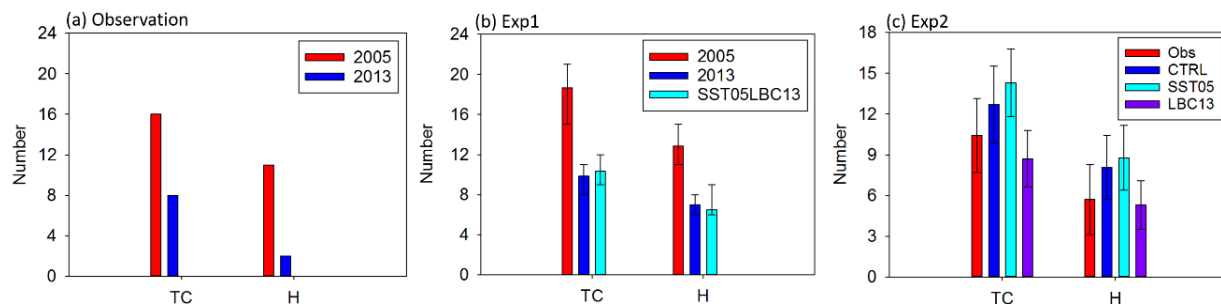 (a) Observation
24
20
16
12
8
4
0
Number
TC
H
2005
2013
(b) Exp1
24
20
16
12
8
4
0
Number
TC
H
2005
2013
SST05LBC13
(c) Exp2
18
15
12
9
6
3
0
Number
TC
H
Obs
CTRL
SST05
LBC13